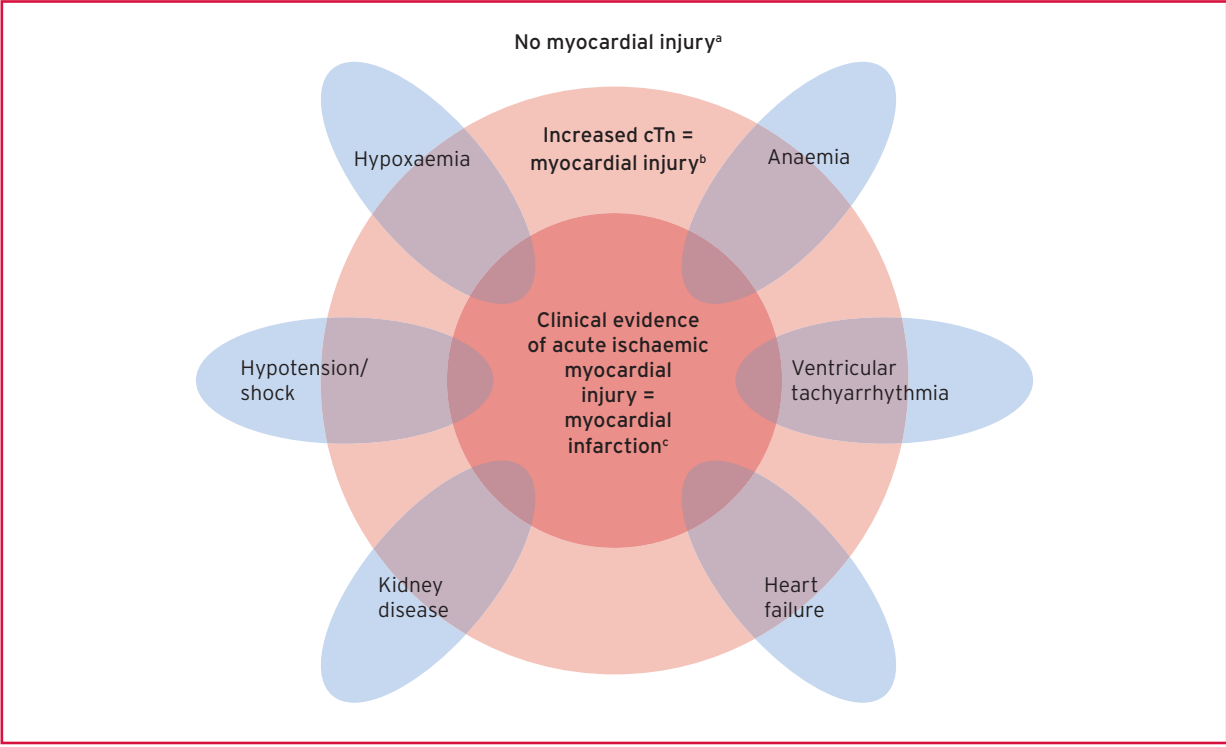 No myocardial injuryᵃ
Increased cTn =
myocardial injuryᵇ
Hypoxaemia
Anaemia
Clinical evidence
of acute ischaemic
myocardial
injury =
myocardial
infarctionᶜ
Hypotension/
shock
Ventricular
tachyarrhythmia
Kidney
disease
Heart
failure